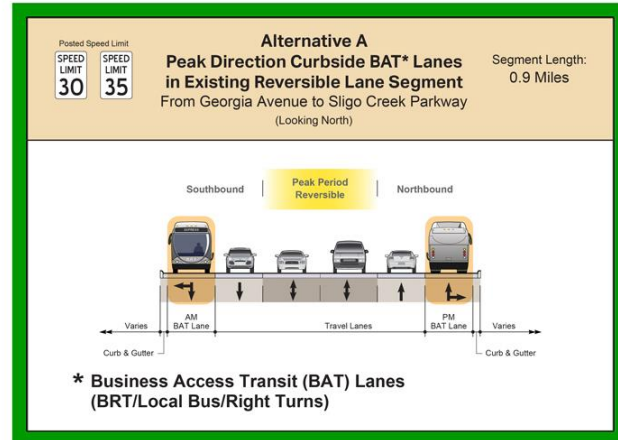 Posted Speed Limit
SPEED LIMIT 30
SPEED LIMIT 35
Alternative A
Peak Direction Curbside BAT* Lanes
in Existing Reversible Lane Segment
From Georgia Avenue to Sligo Creek Parkway
(Looking North)
Segment Length:
0.9 Miles
Southbound
Peak Period
Reversible
Northbound
Varies
AM
BAT Lane
Travel Lanes
PM
BAT Lane
Varies
Curb & Gutter
Curb & Gutter
* Business Access Transit (BAT) Lanes
(BRT/Local Bus/Right Turns)